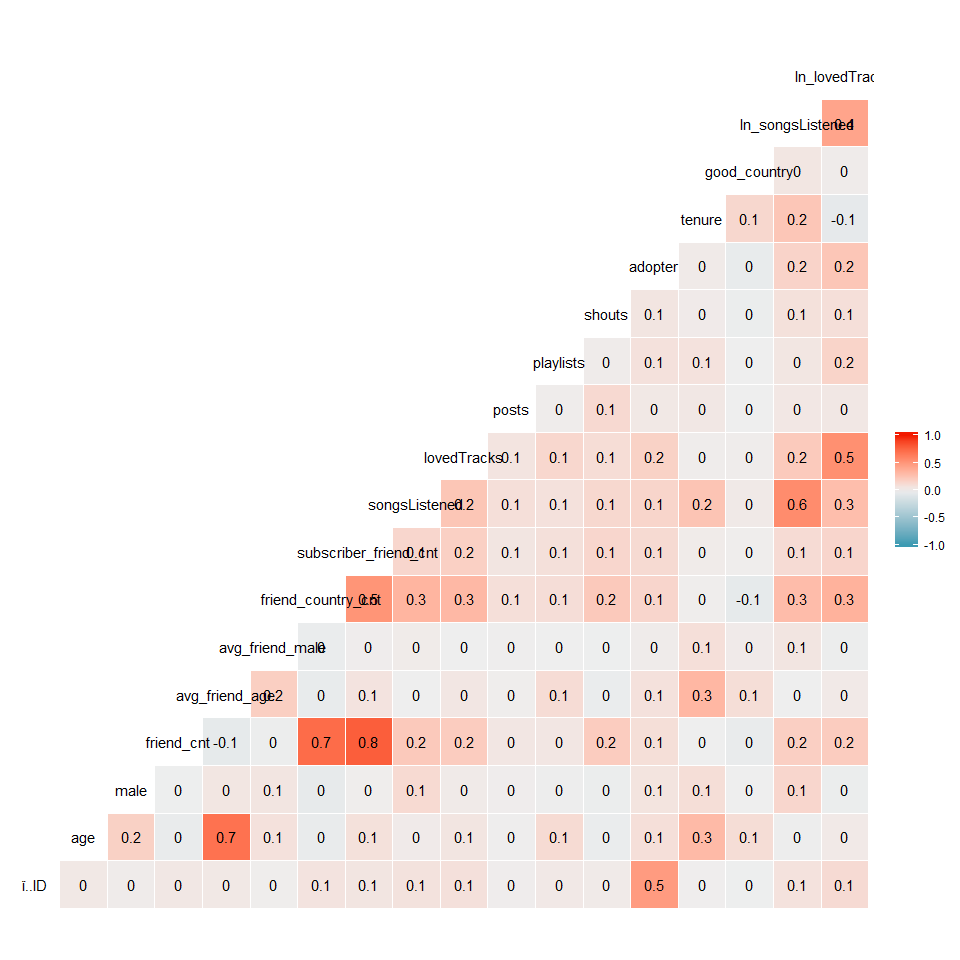 ln_lovedTrac
ln_songsListened 0.4
good_country 0 0
tenure 0.1 0.2 -0.1
adopter 0 0 0.2 0.2
shouts 0.1 0 0 0.1 0.1
playlists 0 0.1 0.1 0 0 0.2
posts 0 0.1 0 0 0 0 0
lovedTracks 0.1 0.1 0.1 0.2 0 0 0.2 0.5
songsListened 0.2 0.1 0.1 0.1 0.1 0.2 0 0.6 0.3
subscriber_friend_cnt 0.1 0.2 0.1 0.1 0.1 0.1 0 0 0.1 0.1
friend_country_cnt 0.5 0.3 0.3 0.1 0.1 0.2 0.1 0 -0.1 0.3 0.3
avg_friend_male 0 0 0 0 0 0 0 0 0.1 0 0.1 0
avg_friend_age 0.2 0 0.1 0 0 0 0.1 0 0.1 0.3 0.1 0 0
friend_cnt -0.1 0 0.7 0.8 0.2 0.2 0 0 0.2 0.1 0 0 0.2 0.2
male 0 0 0.1 0 0 0.1 0 0 0 0 0.1 0.1 0 0.1 0
age 0.2 0 0.7 0.1 0 0.1 0 0.1 0 0.1 0 0.1 0.3 0.1 0 0
ï..ID 0 0 0 0 0 0.1 0.1 0.1 0.1 0 0 0 0.5 0 0 0.1 0.1
1.0
0.5
0.0
-0.5
-1.0